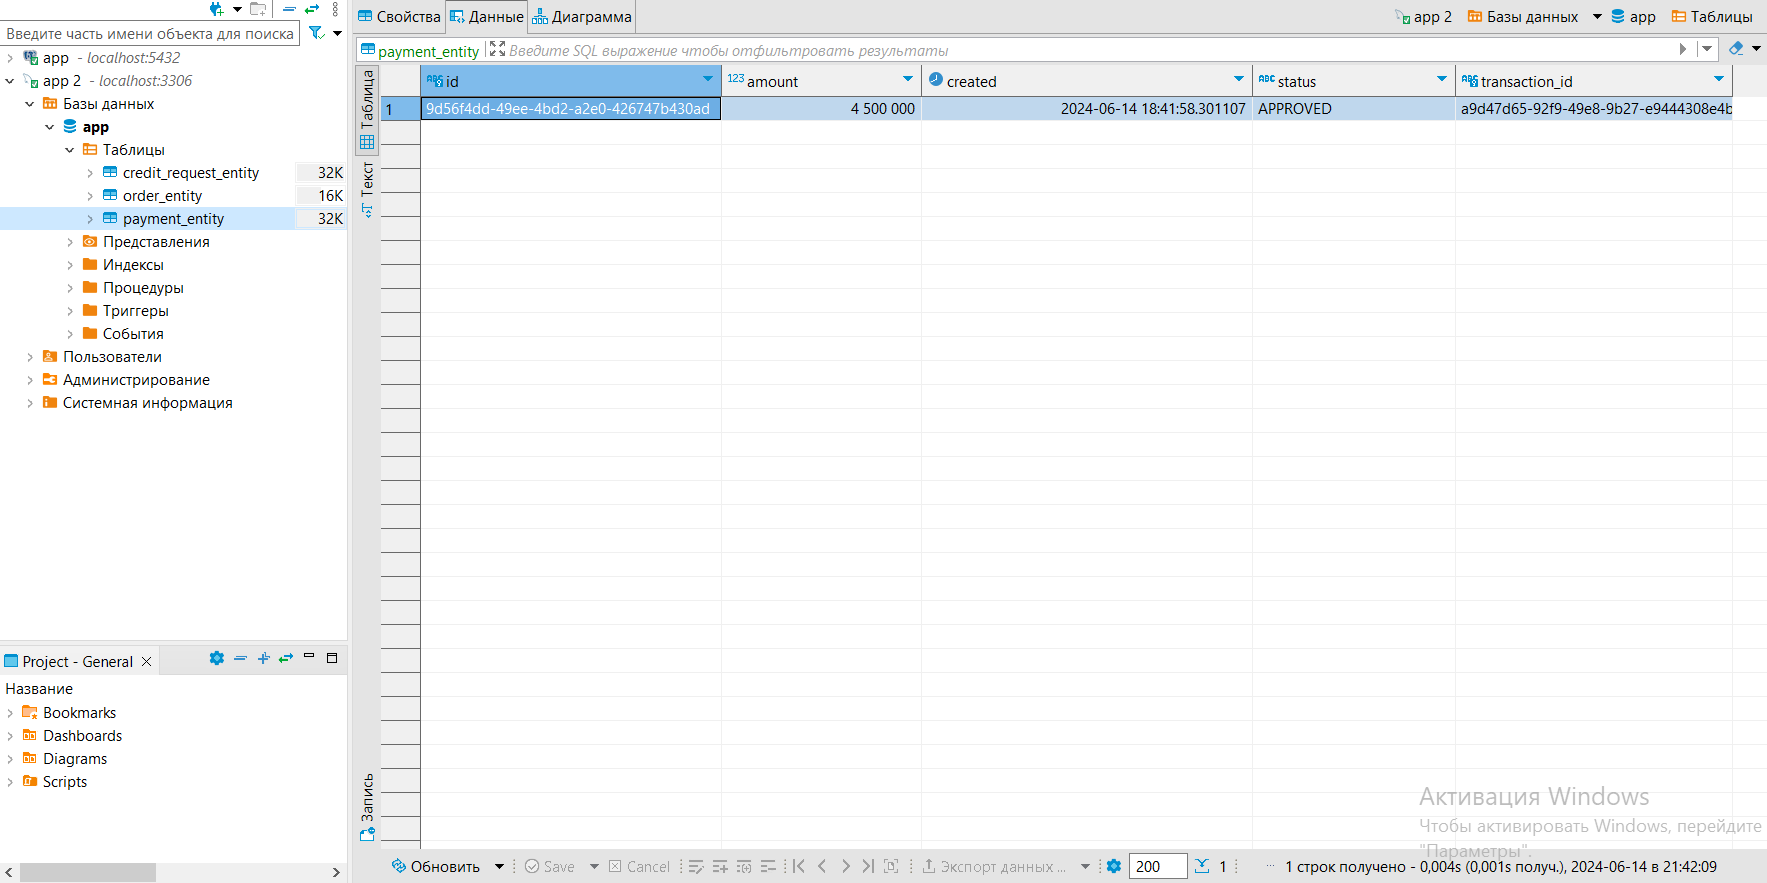 Введите часть имени объекта для поиска
app - localhost:5432
app 2 - localhost:3306
Базы данных
app
Таблицы
credit_request_entity 32K
order_entity 16K
payment_entity 32K
Представления
Индексы
Процедуры
Триггеры
События
Пользователи
Администрирование
Системная информация
Project - General
Название
Bookmarks
Dashboards
Diagrams
Scripts
Свойства Данные Диаграмма
app 2 Базы данных app Таблицы
payment_entity Введите SQL выражение чтобы отфильтровать результаты
Таблица
Текст
Запись
id 123 amount created ABC status transaction_id
1 9d56f4dd-49ee-4bd2-a2e0-426747b430ad 4 500 000 2024-06-14 18:41:58.301107 APPROVED a9d47d65-92f9-49e8-9b27-e9444308e4b
Активация Windows
Чтобы активировать Windows, перейдите
"Параметры".
Обновить Save Cancel Экспорт данных ... 200 1 1 строк получено - 0,004s (0,001s получ.), 2024-06-14 в 21:42:09